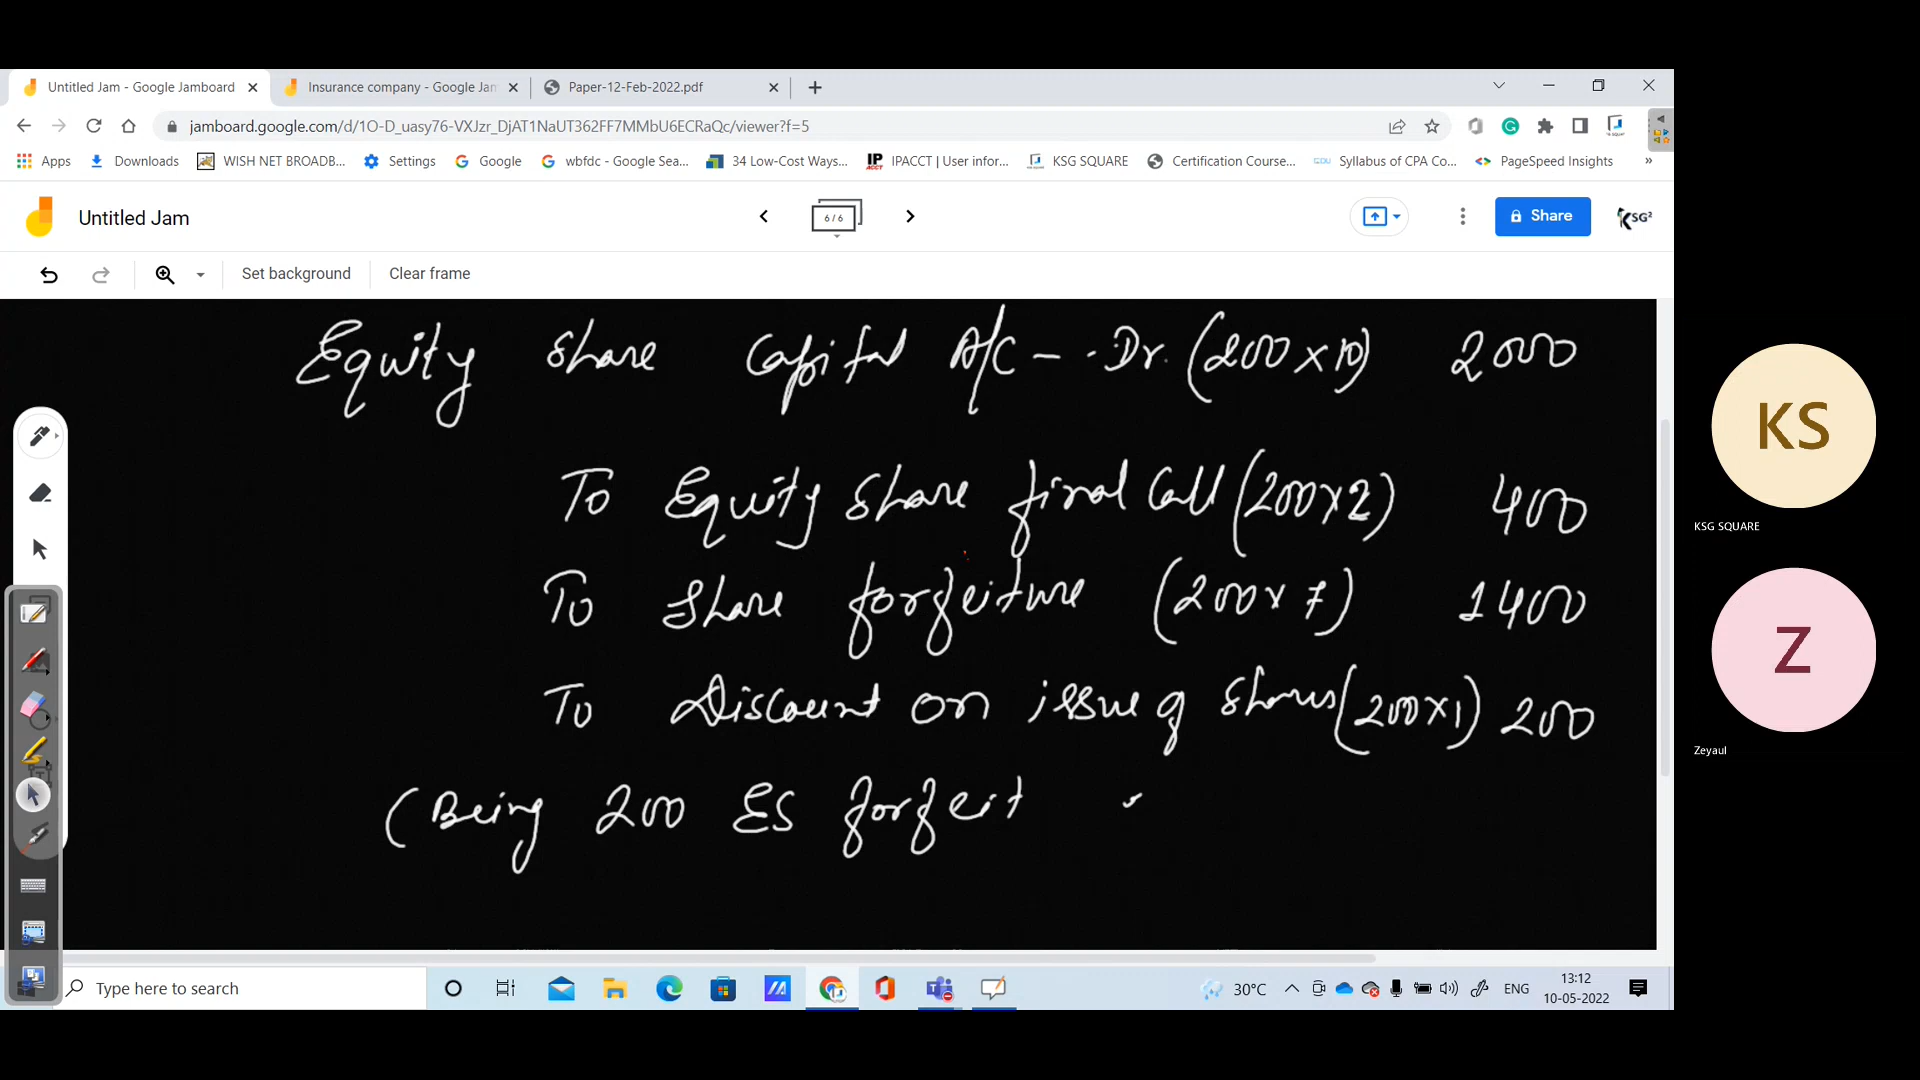 Untitled Jam - Google Jamboard
Insurance company - Google Jam
Paper-12-Feb-2022.pdf
jamboard.google.com/d/1O-D_uasy76-VXJzr_DjAT1NaUT362FF7MMbU6ECRaQc/viewer?f=5
Apps Downloads WISH NET BROADB... Settings Google wbfdc - Google Sea... 34 Low-Cost Ways... IPACCT | User infor... KSG SQUARE Certification Course... Syllabus of CPA Co... PageSpeed Insights »
Untitled Jam 6 / 6 Share KSG²
Set background Clear frame
Equity Share Capital A/C - - Dr. (200 x 10) 2000
To Equity Share final Call (200 x 2) 400
To Share forfeiture (200 x 7) 1400
To Discount on issue of Shares (200 x 1) 200
(Being 200 ES forfeit
KS
KSG SQUARE
Z
Zeyaul
Type here to search 30°C ENG 13:12
10-05-2022